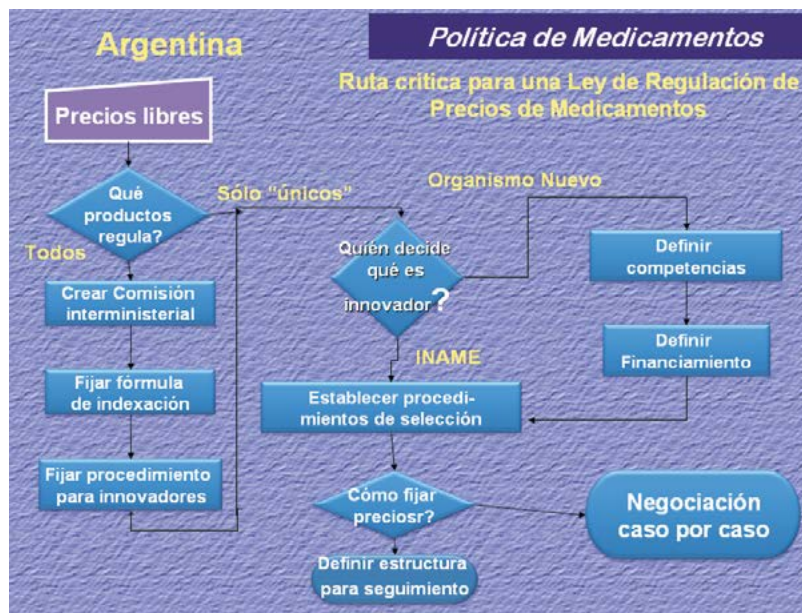 Argentina
Política de Medicamentos
Ruta crítica para una Ley de Regulación de
Precios de Medicamentos
Precios libres
Qué
productos
regula?
Sólo "únicos"
Todos
Crear Comisión
interministerial
Fijar fórmula
de indexación
Fijar procedimiento
para innovadores
Quién decide
qué es
innovador?
Organismo Nuevo
Definir
competencias
Definir
Financiamiento
INAME
Establecer procedi-
mientos de selección
Cómo fijar
preciosr?
Negociación
caso por caso
Definir estructura
para seguimiento